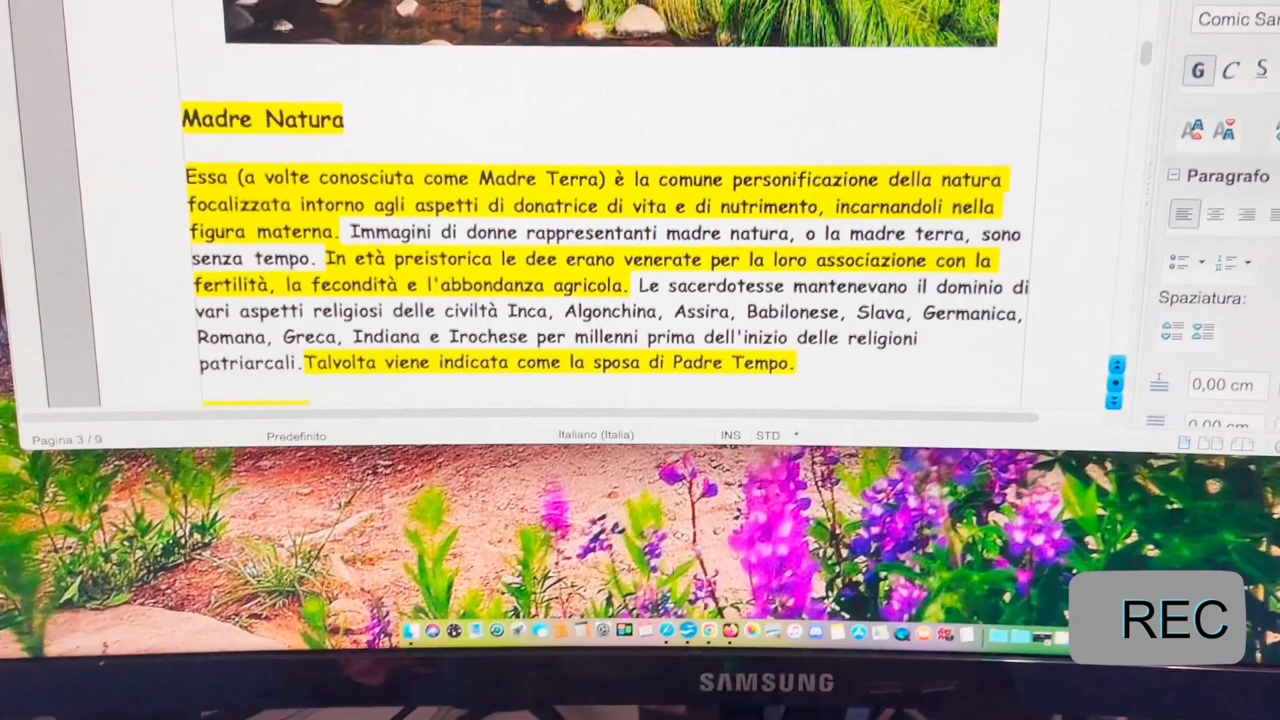 Comic San
G C S
Madre Natura
Essa (a volte conosciuta come Madre Terra) è la comune personificazione della natura
focalizzata intorno agli aspetti di donatrice di vita e di nutrimento, incarnandoli nella
figura materna. Immagini di donne rappresentanti madre natura, o la madre terra, sono
senza tempo. In età preistorica le dee erano venerate per la loro associazione con la
fertilità, la fecondità e l'abbondanza agricola. Le sacerdotesse mantenevano il dominio di
vari aspetti religiosi delle civiltà Inca, Algonchina, Assira, Babilonese, Slava, Germanica,
Romana, Greca, Indiana e Irochese per millenni prima dell'inizio delle religioni
patriarcali. Talvolta viene indicata come la sposa di Padre Tempo.
Paragrafo
Spaziatura:
0,00 cm
0,00 cm
Pagina 3 / 9 Predefinito Italiano (Italia) INS STD
REC
SAMSUNG